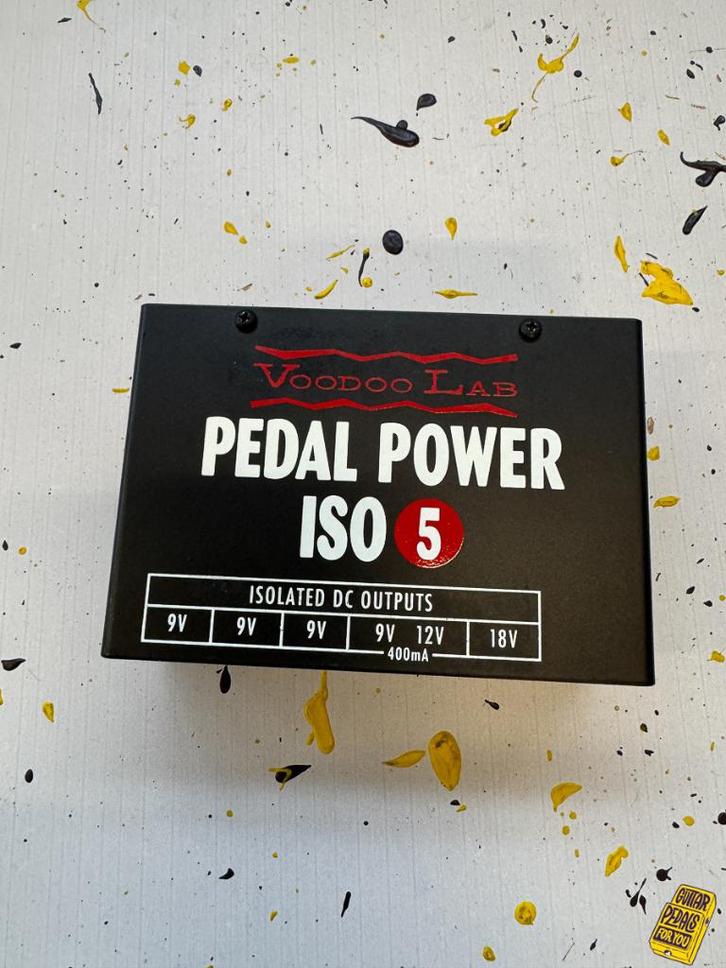 VOODOO LAB
PEDAL POWER
ISO 5
ISOLATED DC OUTPUTS
9V 9V 9V 9V 12V 18V
400mA
GUITAR
PEDALS
FOR YOU